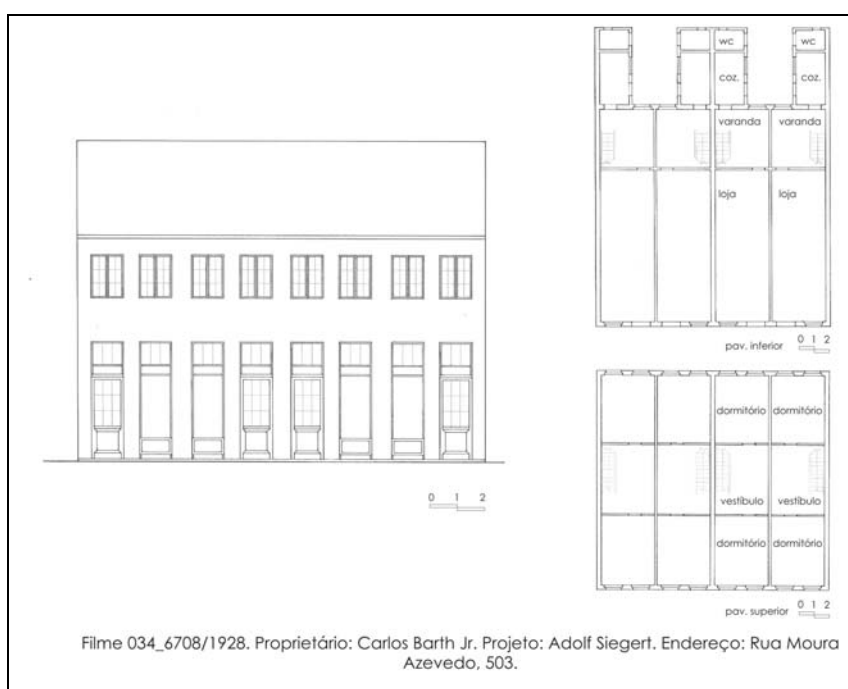 wc wc
coz. coz.
varanda varanda
loja loja
pav. inferior 0 1 2
dormitório dormitório
vestíbulo vestíbulo
dormitório dormitório
pav. superior 0 1 2
0 1 2
Filme 034_6708/1928. Proprietário: Carlos Barth Jr. Projeto: Adolf Siegert. Endereço: Rua Moura
Azevedo, 503.